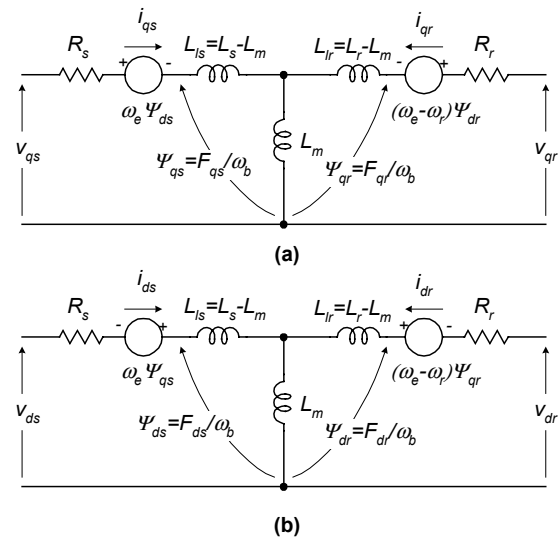 i_qs i_qr
R_s L_ls=L_s-L_m L_lr=L_r-L_m R_r
+ - - +
ω_e Ψ_ds (ω_e-ω_r)Ψ_dr
v_qs L_m v_qr
Ψ_qs=F_qs/ω_b Ψ_qr=F_qr/ω_b
(a)
i_ds i_dr
R_s L_ls=L_s-L_m L_lr=L_r-L_m R_r
- + + -
ω_e Ψ_qs (ω_e-ω_r)Ψ_qr
v_ds L_m v_dr
Ψ_ds=F_ds/ω_b Ψ_dr=F_dr/ω_b
(b)